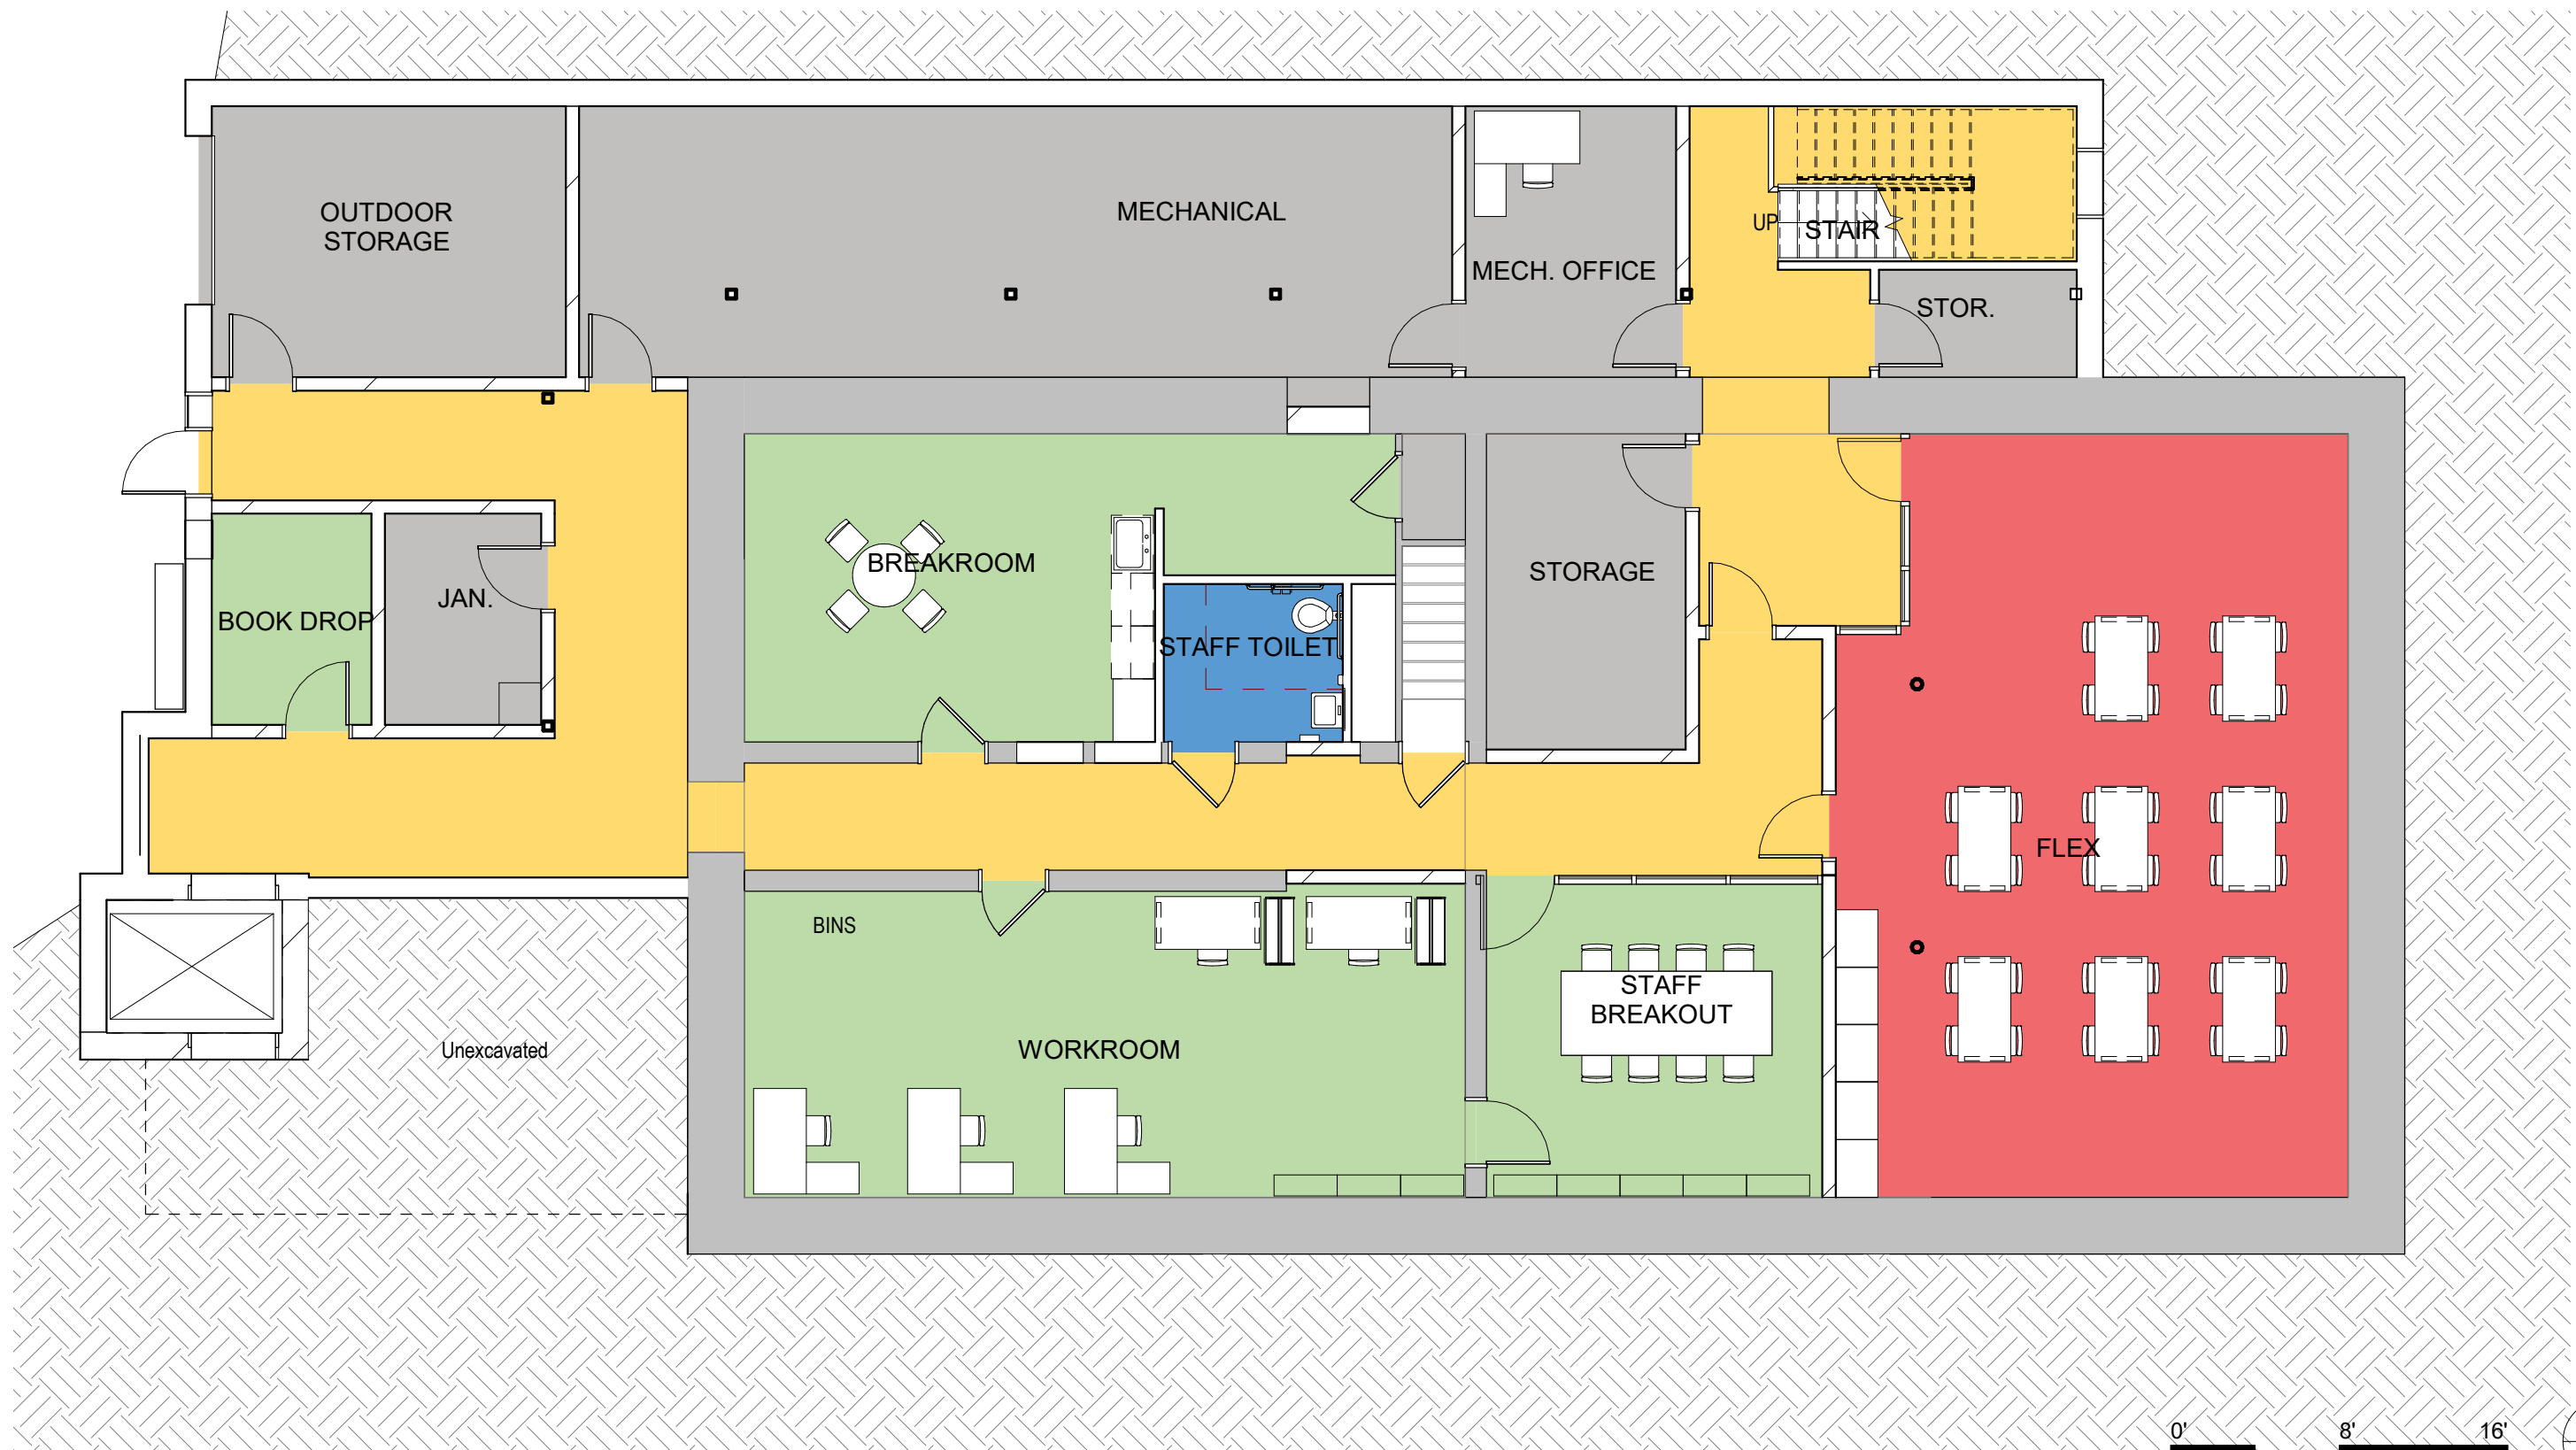 OUTDOOR
STORAGE
MECHANICAL
MECH. OFFICE
UP
STAIR
STOR.
BREAKROOM
STORAGE
JAN.
BOOK DROP
STAFF TOILET
FLEX
BINS
STAFF
BREAKOUT
Unexcavated
WORKROOM
0'
8'
16'